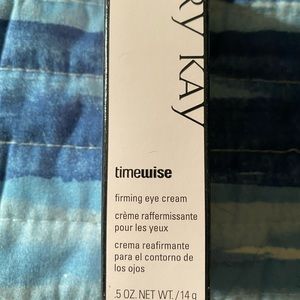 RY KAY
timewise
firming eye cream
crème raffermissante
pour les yeux
crema reafirmante
para el contorno de
los ojos
.5 OZ. NET WT. / 14 g